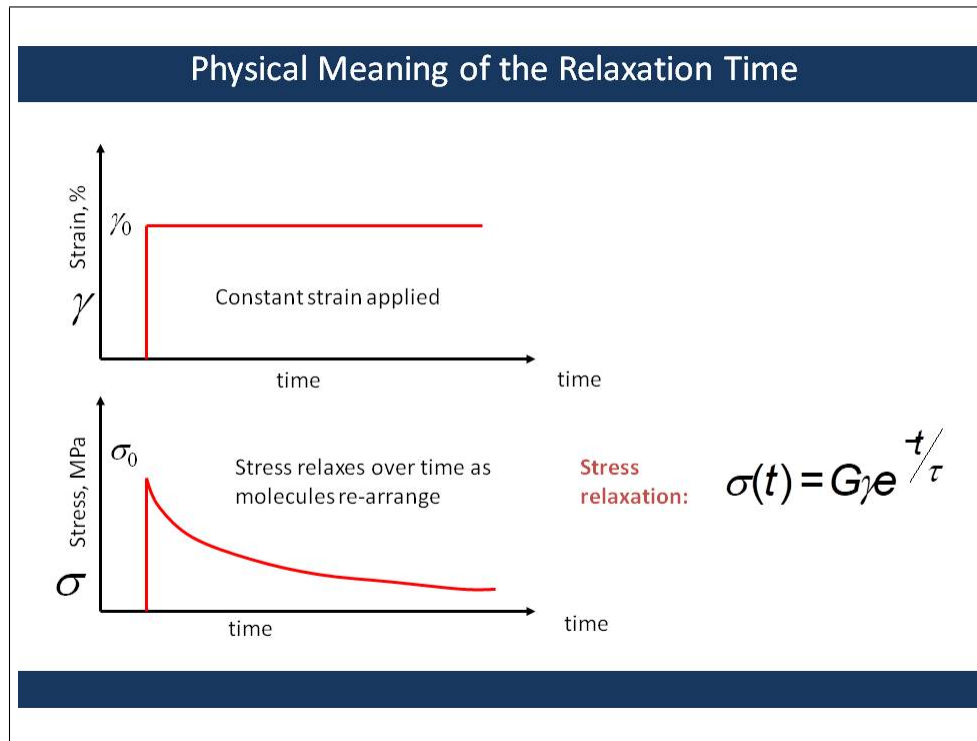 Physical Meaning of the Relaxation Time
Strain, %
γ₀
γ
Constant strain applied
time
time
Stress, MPa
σ₀
σ
Stress relaxes over time as
molecules re-arrange
Stress
relaxation:
σ(t) = Gγe^(-t/τ)
time
time